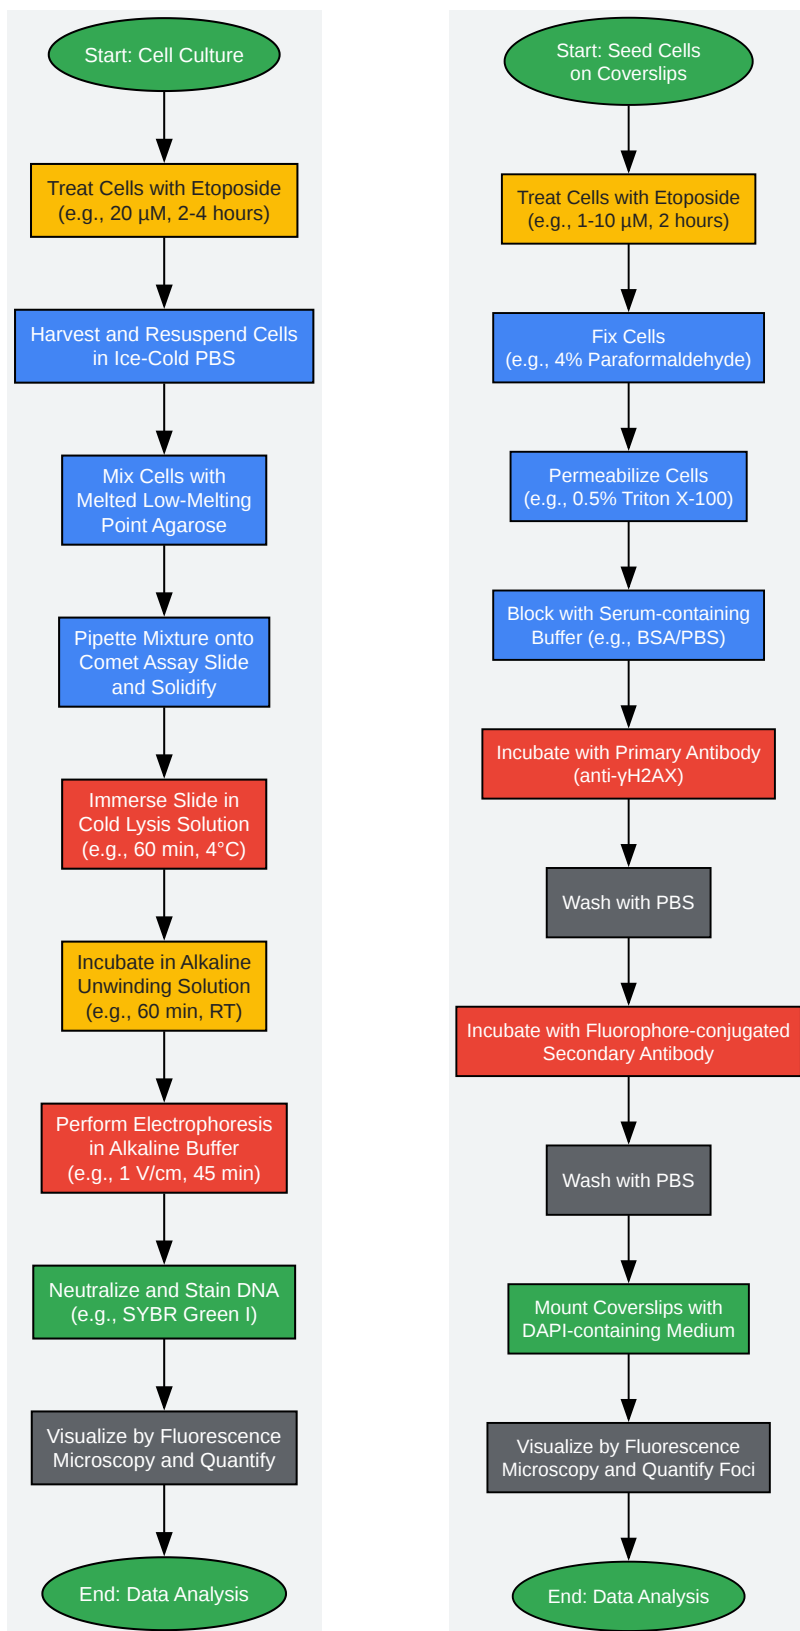 Start: Cell Culture
Treat Cells with Etoposide
(e.g., 20 µM, 2-4 hours)
Harvest and Resuspend Cells
in Ice-Cold PBS
Mix Cells with
Melted Low-Melting
Point Agarose
Pipette Mixture onto
Comet Assay Slide
and Solidify
Immerse Slide in
Cold Lysis Solution
(e.g., 60 min, 4°C)
Incubate in Alkaline
Unwinding Solution
(e.g., 60 min, RT)
Perform Electrophoresis
in Alkaline Buffer
(e.g., 1 V/cm, 45 min)
Neutralize and Stain DNA
(e.g., SYBR Green I)
Visualize by Fluorescence
Microscopy and Quantify
End: Data Analysis
Start: Seed Cells
on Coverslips
Treat Cells with Etoposide
(e.g., 1-10 µM, 2 hours)
Fix Cells
(e.g., 4% Paraformaldehyde)
Permeabilize Cells
(e.g., 0.5% Triton X-100)
Block with Serum-containing
Buffer (e.g., BSA/PBS)
Incubate with Primary Antibody
(anti-γH2AX)
Wash with PBS
Incubate with Fluorophore-conjugated
Secondary Antibody
Wash with PBS
Mount Coverslips with
DAPI-containing Medium
Visualize by Fluorescence
Microscopy and Quantify Foci
End: Data Analysis